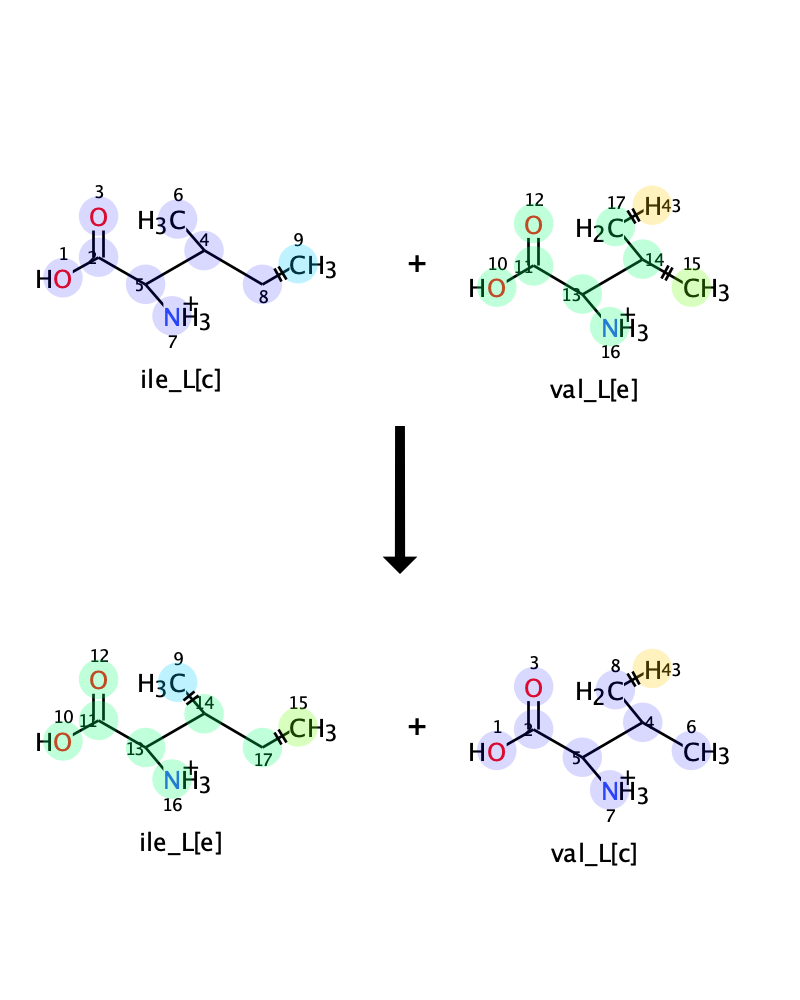 3 6
O H3C 9
1 2 4 CH3
HO 5 8
NH3+
7
ile_L[c]
+
12 17 H43
O H2C
10 11 14 15
HO 13 CH3
NH3+
16
val_L[e]
12 9
O H3C 14 15
10 11 CH3
HO 13 17
NH3+
16
ile_L[e]
+
3 8 H43
O H2C
1 2 4 6
HO 5 CH3
NH3+
7
val_L[c]